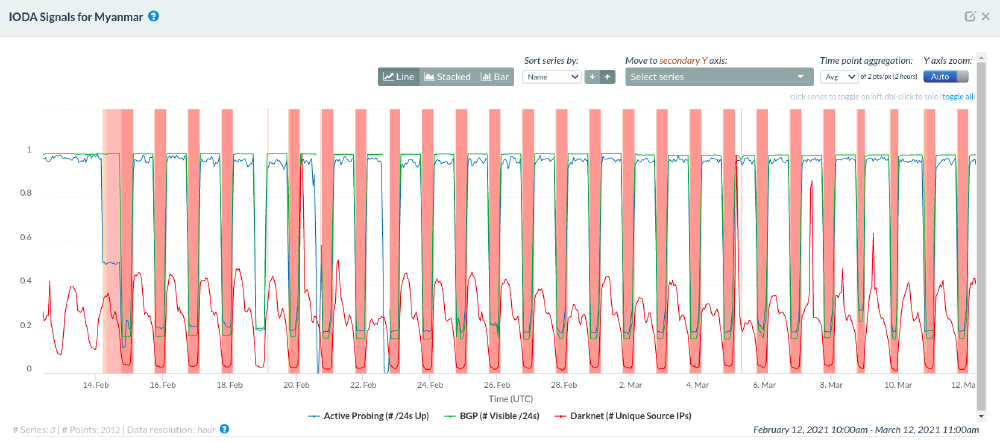 IODA Signals for Myanmar ?
Sort series by: Move to secondary Y axis: Time point aggregation: Y axis zoom:
Line Stacked Bar Name Select series Avg of 2 pts/px (2 hours) Auto
click series to toggle on/off, dbl-click to solo (toggle all)
1
0.8
0.6
0.4
0.2
0
14. Feb 16. Feb 18. Feb 20. Feb 22. Feb 24. Feb 26. Feb 28. Feb 2. Mar 4. Mar 6. Mar 8. Mar 10. Mar 12. Mar
Time (UTC)
Active Probing (# /24s Up) BGP (# Visible /24s) Darknet (# Unique Source IPs)
# Series: 3 | # Points: 2012 | Data resolution: hour ? February 12, 2021 10:00am - March 12, 2021 11:00am